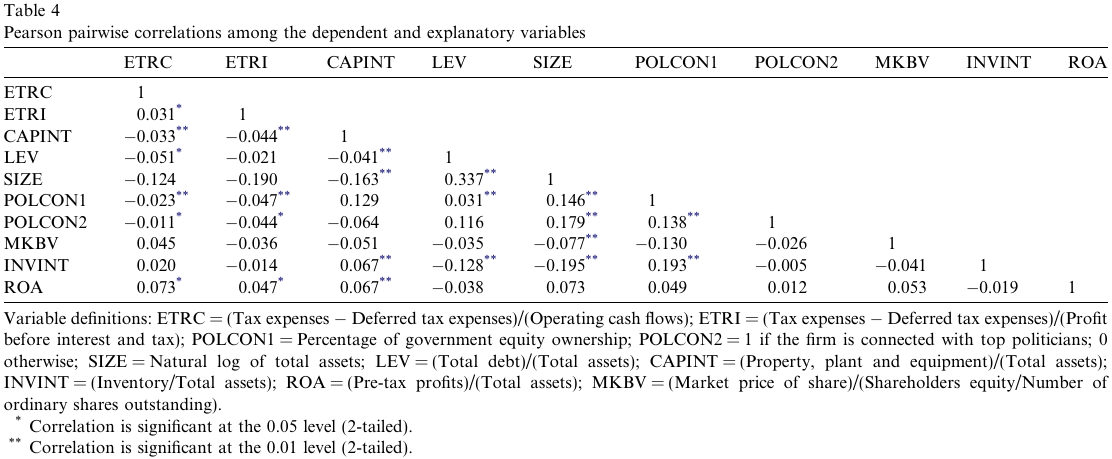 Table 4
Pearson pairwise correlations among the dependent and explanatory variables
ETRC ETRI CAPINT LEV SIZE POLCON1 POLCON2 MKBV INVINT ROA
ETRC 1
ETRI 0.031* 1
CAPINT −0.033** −0.044** 1
LEV −0.051* −0.021 −0.041** 1
SIZE −0.124 −0.190 −0.163** 0.337** 1
POLCON1 −0.023** −0.047** 0.129 0.031** 0.146** 1
POLCON2 −0.011* −0.044* −0.064 0.116 0.179** 0.138** 1
MKBV 0.045 −0.036 −0.051 −0.035 −0.077** −0.130 −0.026 1
INVINT 0.020 −0.014 0.067** −0.128** −0.195** 0.193** −0.005 −0.041 1
ROA 0.073* 0.047* 0.067** −0.038 0.073 0.049 0.012 0.053 −0.019 1
Variable definitions: ETRC = (Tax expenses − Deferred tax expenses)/(Operating cash flows); ETRI = (Tax expenses − Deferred tax expenses)/(Profit
before interest and tax); POLCON1 = Percentage of government equity ownership; POLCON2 = 1 if the firm is connected with top politicians; 0
otherwise; SIZE = Natural log of total assets; LEV = (Total debt)/(Total assets); CAPINT = (Property, plant and equipment)/(Total assets);
INVINT = (Inventory/Total assets); ROA = (Pre-tax profits)/(Total assets); MKBV = (Market price of share)/(Shareholders equity/Number of
ordinary shares outstanding).
* Correlation is significant at the 0.05 level (2-tailed).
** Correlation is significant at the 0.01 level (2-tailed).